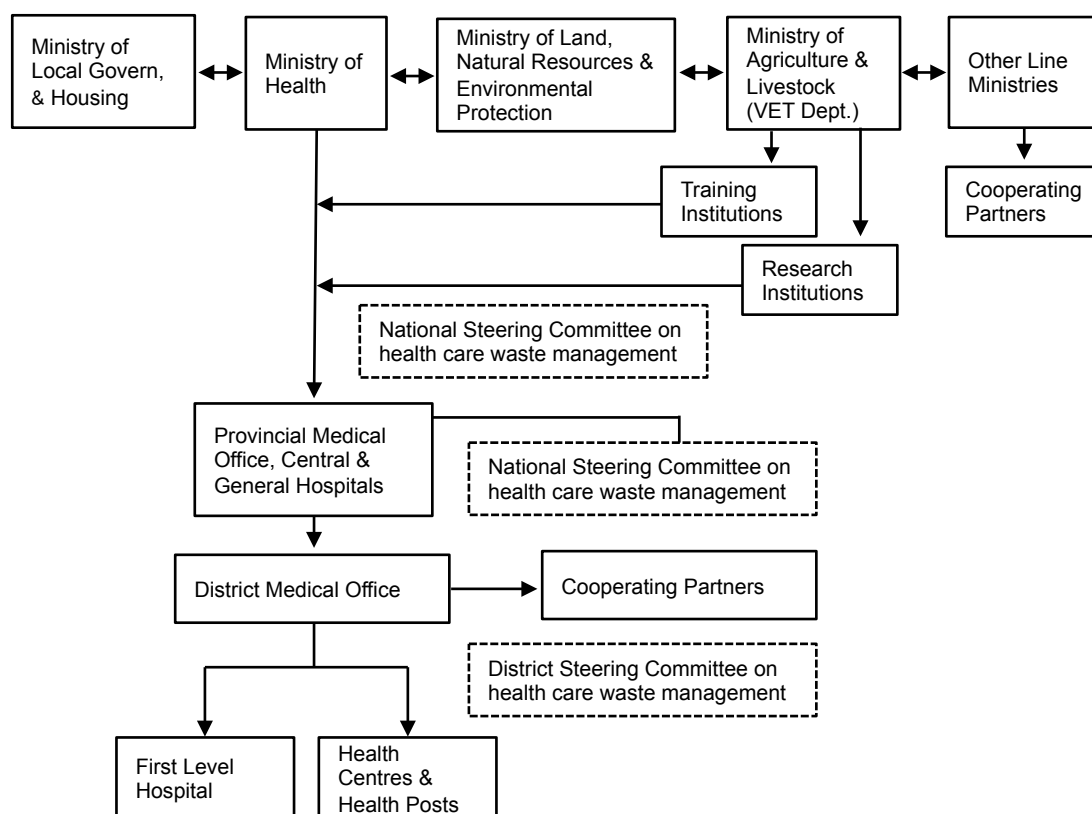 Ministry of
Local Govern,
& Housing
Ministry of
Health
Ministry of Land,
Natural Resources &
Environmental
Protection
Ministry of
Agriculture &
Livestock
(VET Dept.)
Other Line
Ministries
Training
Institutions
Cooperating
Partners
Research
Institutions
National Steering Committee on
health care waste management
Provincial Medical
Office, Central &
General Hospitals
National Steering Committee on
health care waste management
District Medical Office
Cooperating Partners
District Steering Committee on
health care waste management
First Level
Hospital
Health
Centres &
Health Posts